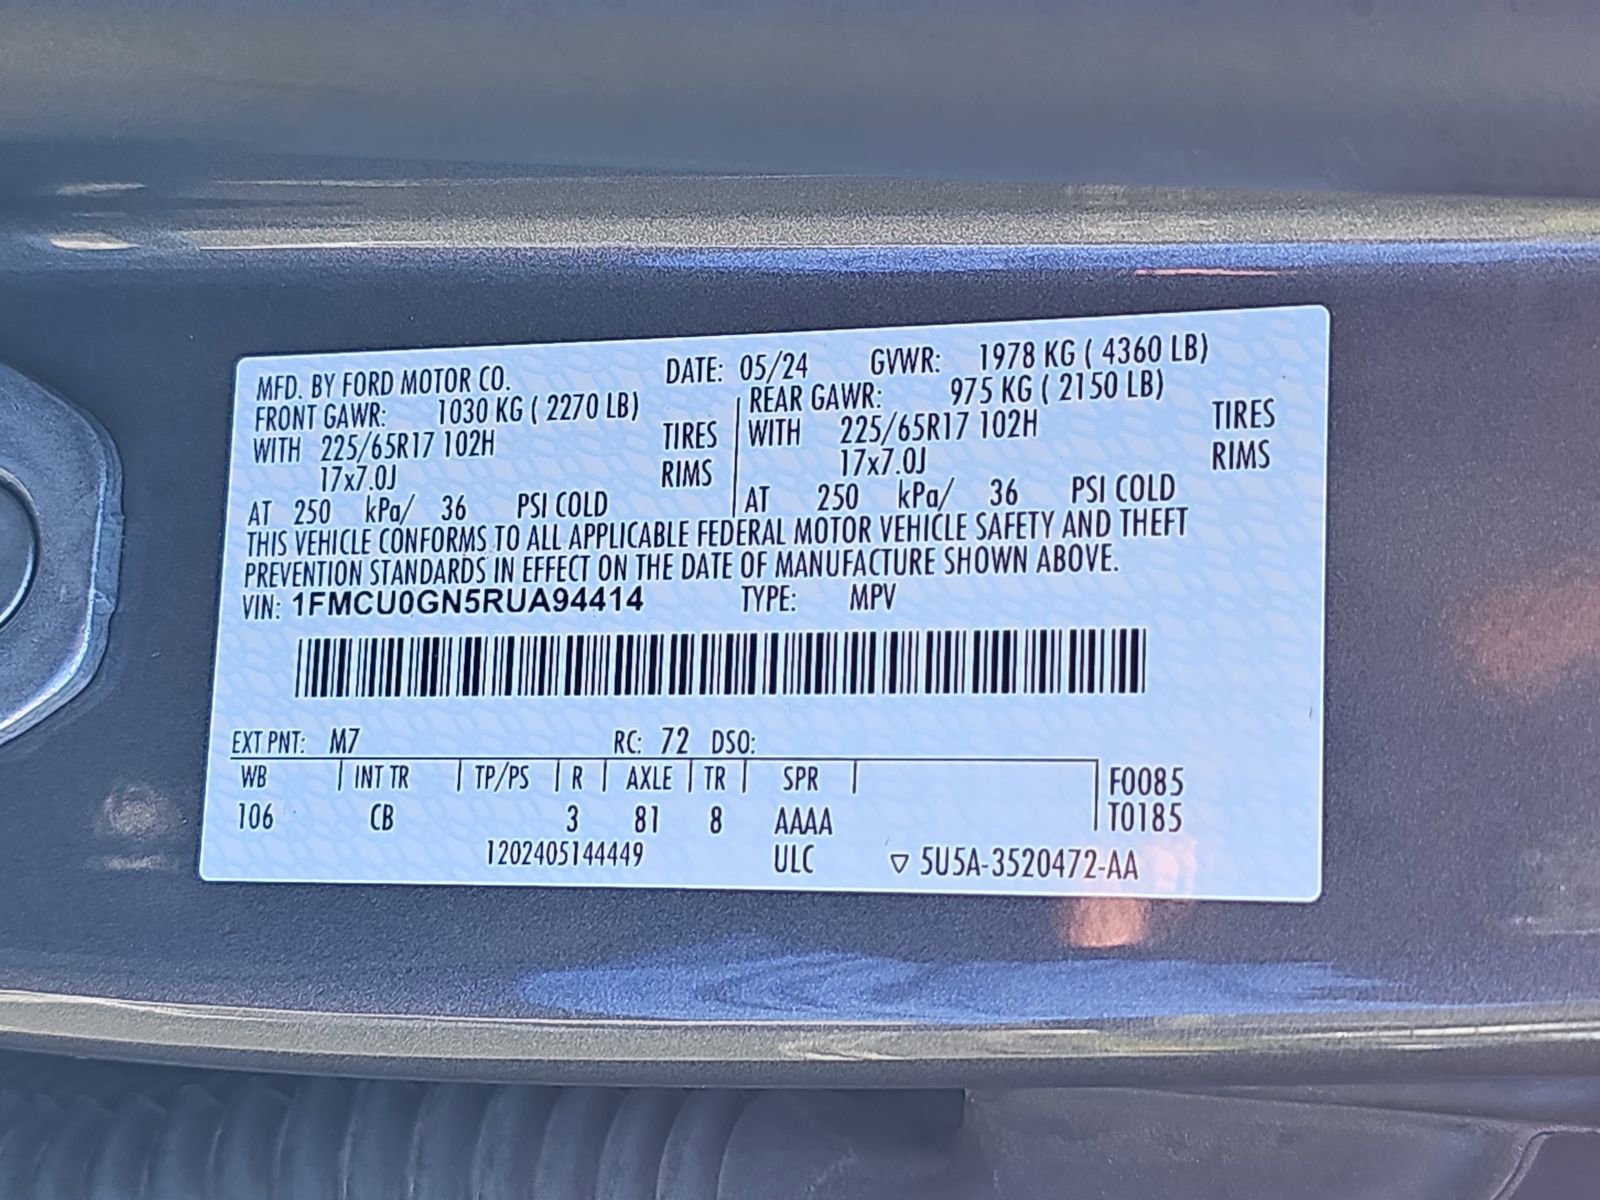 MFD. BY FORD MOTOR CO. DATE: 05/24 GVWR: 1978 KG ( 4360 LB)
FRONT GAWR: 1030 KG ( 2270 LB) REAR GAWR: 975 KG ( 2150 LB)
WITH 225/65R17 102H TIRES WITH 225/65R17 102H TIRES
17x7.0J RIMS 17x7.0J RIMS
AT 250 kPa/ 36 PSI COLD AT 250 kPa/ 36 PSI COLD
THIS VEHICLE CONFORMS TO ALL APPLICABLE FEDERAL MOTOR VEHICLE SAFETY AND THEFT
PREVENTION STANDARDS IN EFFECT ON THE DATE OF MANUFACTURE SHOWN ABOVE.
VIN: 1FMCU0GN5RUA94414 TYPE: MPV
EXT PNT: M7 RC: 72 DSO:
WB INT TR TP/PS R AXLE TR SPR F0085
106 CB 3 81 8 AAAA T0185
1202405144449 ULC ▽ 5U5A-3520472-AA